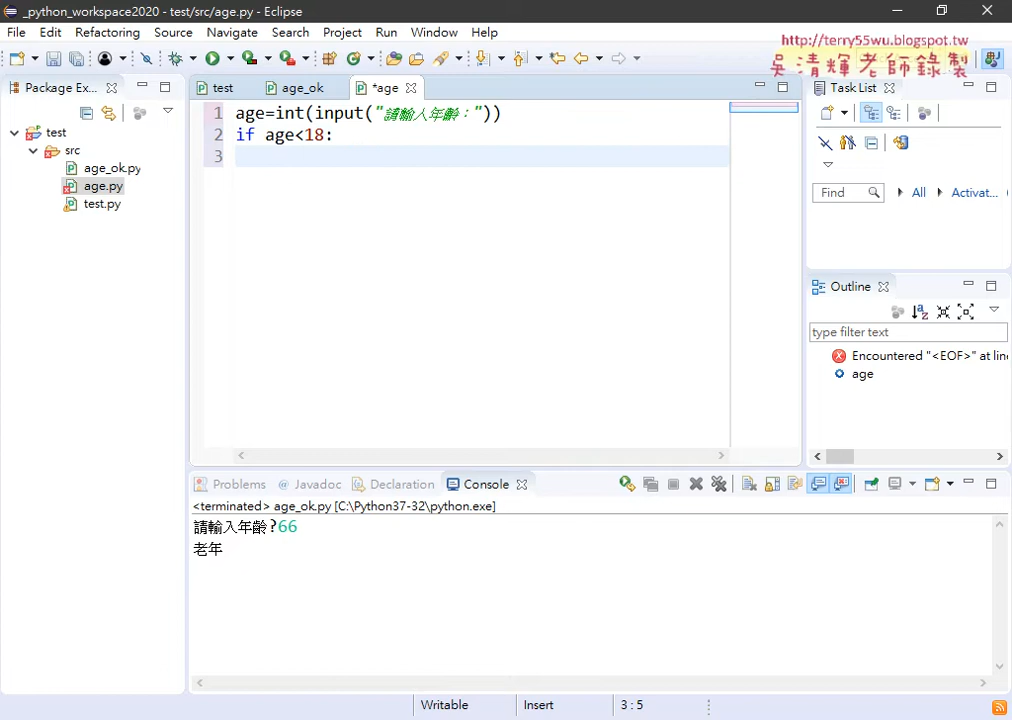 _python_workspace2020 - test/src/age.py - Eclipse
File Edit Refactoring Source Navigate Search Project Run Window Help
http://terry55wu.blogspot.tw
吳清輝老師錄製
Package Ex...
test
age_ok
*age
Task List
1 age=int(input("請輸入年齡："))
2 if age<18:
3
test
src
age_ok.py
age.py
test.py
Find
All
Activat...
Outline
type filter text
Encountered "<EOF>" at line
age
Problems
@ Javadoc
Declaration
Console
<terminated> age_ok.py [C:\Python37-32\python.exe]
請輸入年齡?66
老年
Writable
Insert
3 : 5